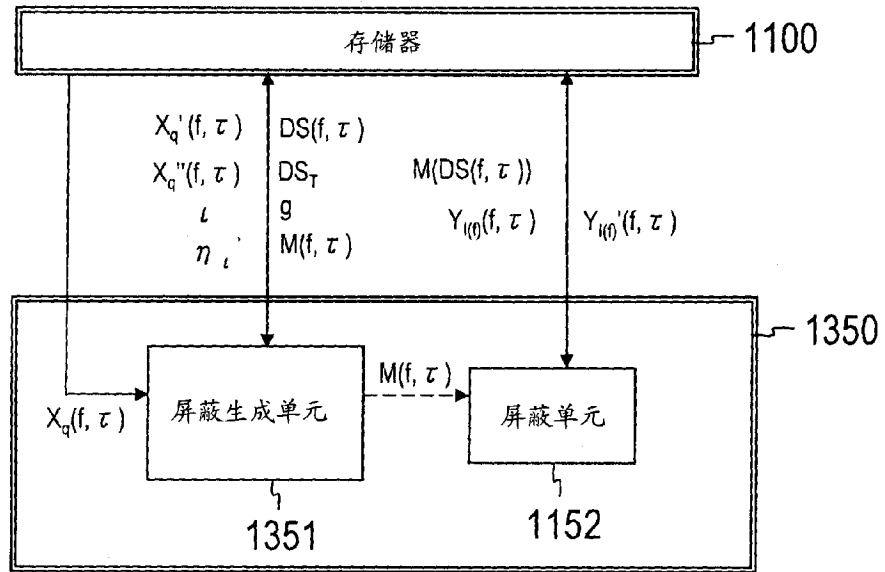 存储器
1100
X_q'(f, τ) DS(f, τ)
X_q''(f, τ) DS_T M(DS(f, τ))
ι g Y_I(f)(f, τ) Y_I(f)'(f, τ)
η_ι' M(f, τ)
1350
X_q(f, τ)
屏蔽生成单元
M(f, τ)
屏蔽单元
1351
1152